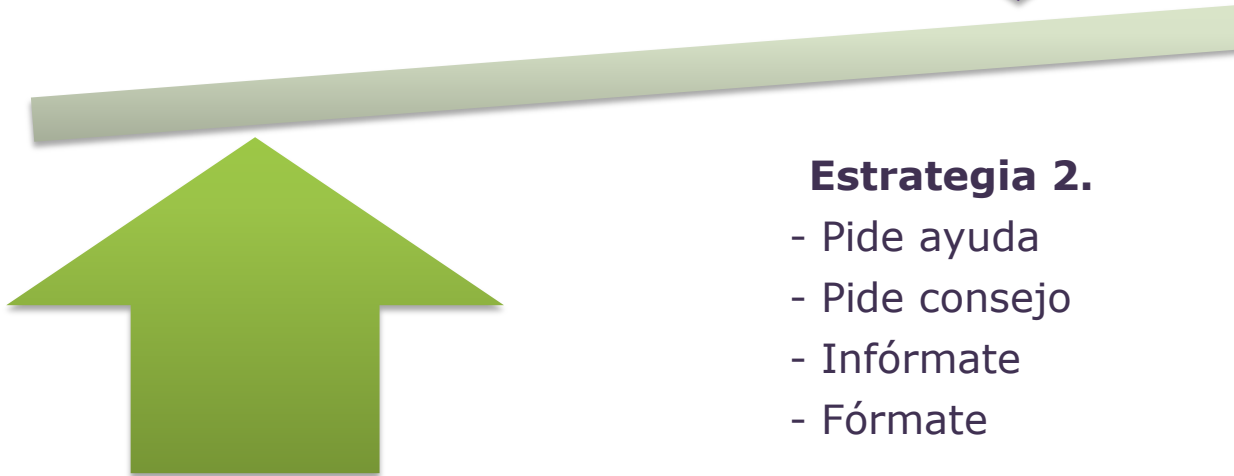 Estrategia 2.
- Pide ayuda
- Pide consejo
- Infórmate
- Fórmate